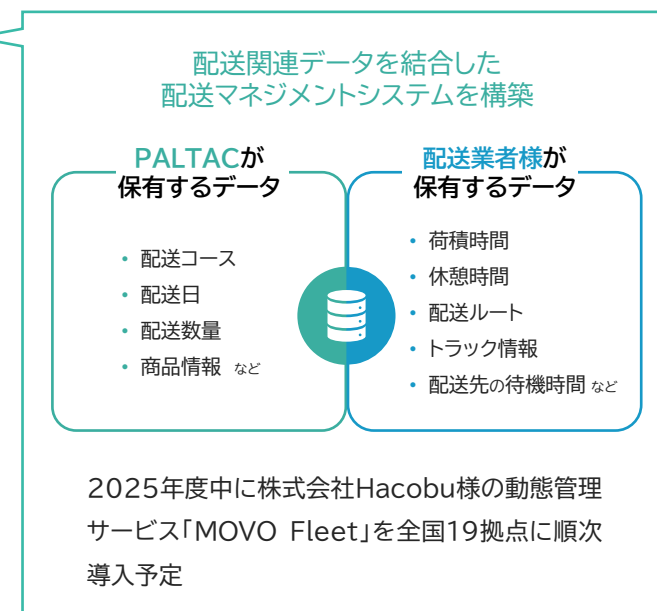 配送関連データを結合した
配送マネジメントシステムを構築
PALTACが
保有するデータ
・配送コース
・配送日
・配送数量
・商品情報 など
配送業者様が
保有するデータ
・荷積時間
・休憩時間
・配送ルート
・トラック情報
・配送先の待機時間 など
2025年度中に株式会社Hacobu様の動態管理
サービス「MOVO Fleet」を全国19拠点に順次
導入予定